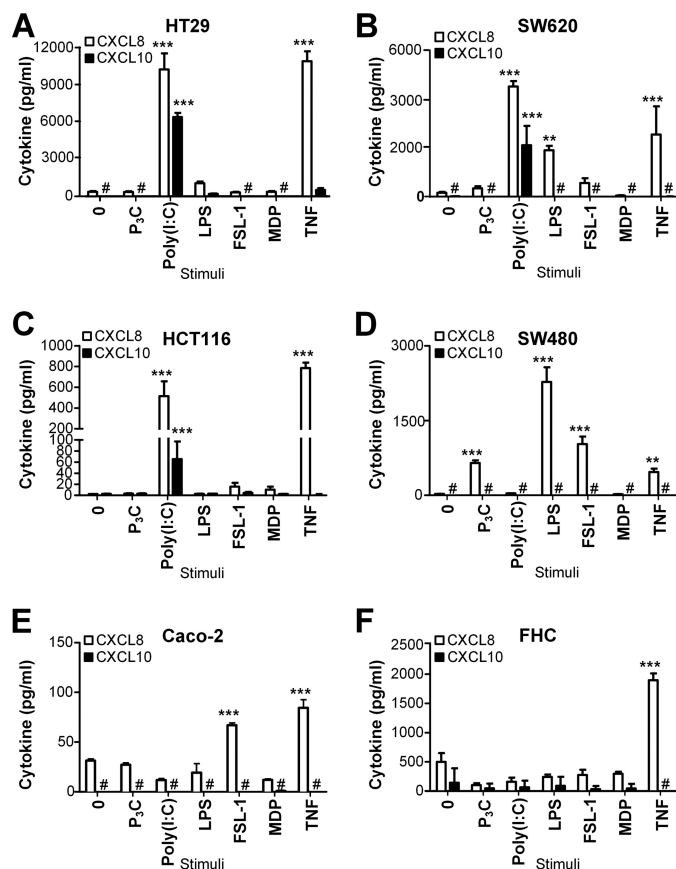 A
HT29
CXCL8
CXCL10
Cytokine (pg/ml)
12000
9000
6000
3000
0
***
***
***
# # # # #
0
P3C
Poly(I:C)
LPS
FSL-1
MDP
TNF
Stimuli
B
SW620
CXCL8
CXCL10
Cytokine (pg/ml)
6000
3000
2000
0
***
***
**
***
# # # # # #
0
P3C
Poly(I:C)
LPS
FSL-1
MDP
TNF
Stimuli
C
HCT116
CXCL8
CXCL10
Cytokine (pg/ml)
1000
800
600
400
100
80
60
40
20
0
***
***
***
0
P3C
Poly(I:C)
LPS
FSL-1
MDP
TNF
Stimuli
D
SW480
CXCL8
CXCL10
Cytokine (pg/ml)
3000
1500
0
***
***
***
**
# # # # # # #
0
P3C
Poly(I:C)
LPS
FSL-1
MDP
TNF
Stimuli
E
Caco-2
CXCL8
CXCL10
Cytokine (pg/ml)
150
100
50
0
***
***
# # # # # # #
0
P3C
Poly(I:C)
LPS
FSL-1
MDP
TNF
Stimuli
F
FHC
CXCL8
CXCL10
Cytokine (pg/ml)
2500
2000
1500
1000
500
0
***
#
0
P3C
Poly(I:C)
LPS
FSL-1
MDP
TNF
Stimuli